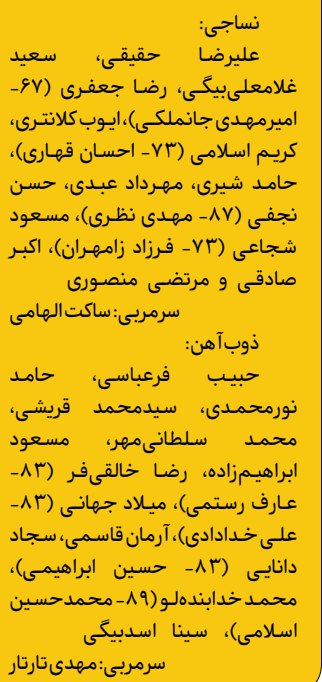 نساجی:
علیرضا حقیقی، سعید
غلامعلی‌بیگی، رضا جعفری (۶۷-
امیرمهدی‌جانملکی)، ایوب کلانتری،
کریم اسلامی (۷۳- احسان قهاری)،
حامد شیری، مهرداد عبدی، حسن
نجفی (۸۷- مهدی نظری)، مسعود
شجاعی (۷۳- فرزاد زامهران)، اکبر
صادقی و مرتضی منصوری
سرمربی: ساکت الهامی
ذوب‌آهن:
حبیب فرعباسی، حامد
نورمحمدی، سیدمحمد قریشی،
محمد سلطانی‌مهر، مسعود
ابراهیم‌زاده، رضا خالقی‌فر (۸۳-
عارف رستمی)، میلاد جهانی (۸۳-
علی خدادادی)، آرمان قاسمی، سجاد
دانایی (۸۳- حسین ابراهیمی)،
محمد خدابنده‌لو (۸۹- محمدحسین
اسلامی)، سینا اسدبیگی
سرمربی: مهدی تارتار